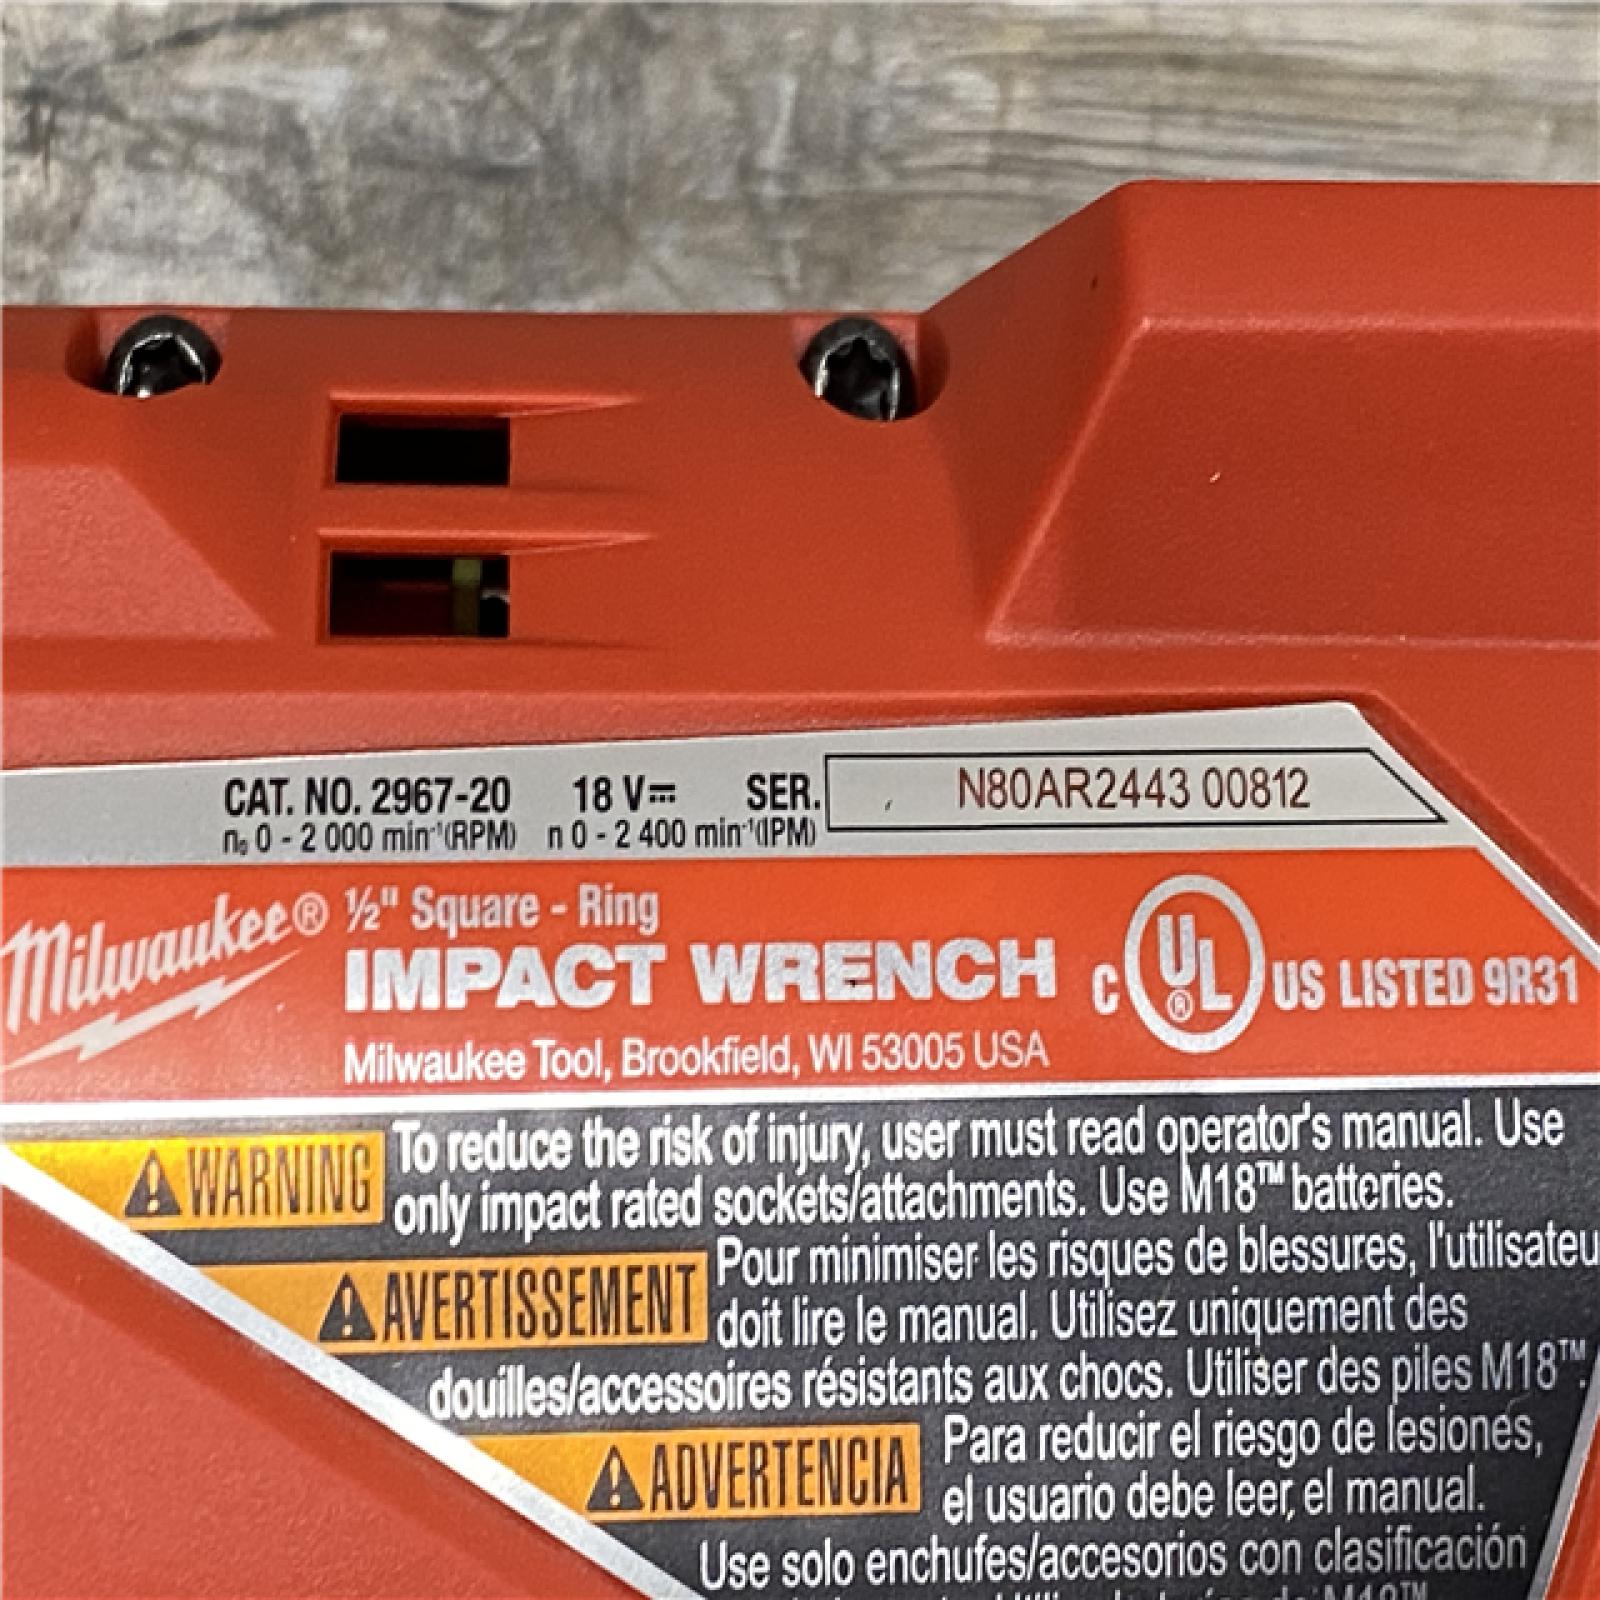 CAT. NO. 2967-20 18 V⎓ SER. N80AR2443 00812
n₀ 0 - 2 000 min⁻¹(RPM) n 0 - 2 400 min⁻¹(IPM)
Milwaukee® ½" Square - Ring
IMPACT WRENCH C UL® US LISTED 9R31
Milwaukee Tool, Brookfield, WI 53005 USA
⚠WARNING To reduce the risk of injury, user must read operator's manual. Use
only impact rated sockets/attachments. Use M18™ batteries.
⚠AVERTISSEMENT Pour minimiser les risques de blessures, l'utilisateu
doit lire le manual. Utilisez uniquement des
douilles/accessoires résistants aux chocs. Utiliser des piles M18™.
⚠ADVERTENCIA Para reducir el riesgo de lesiones,
el usuario debe leer el manual.
Use solo enchufes/accesorios con clasificación
de M18™